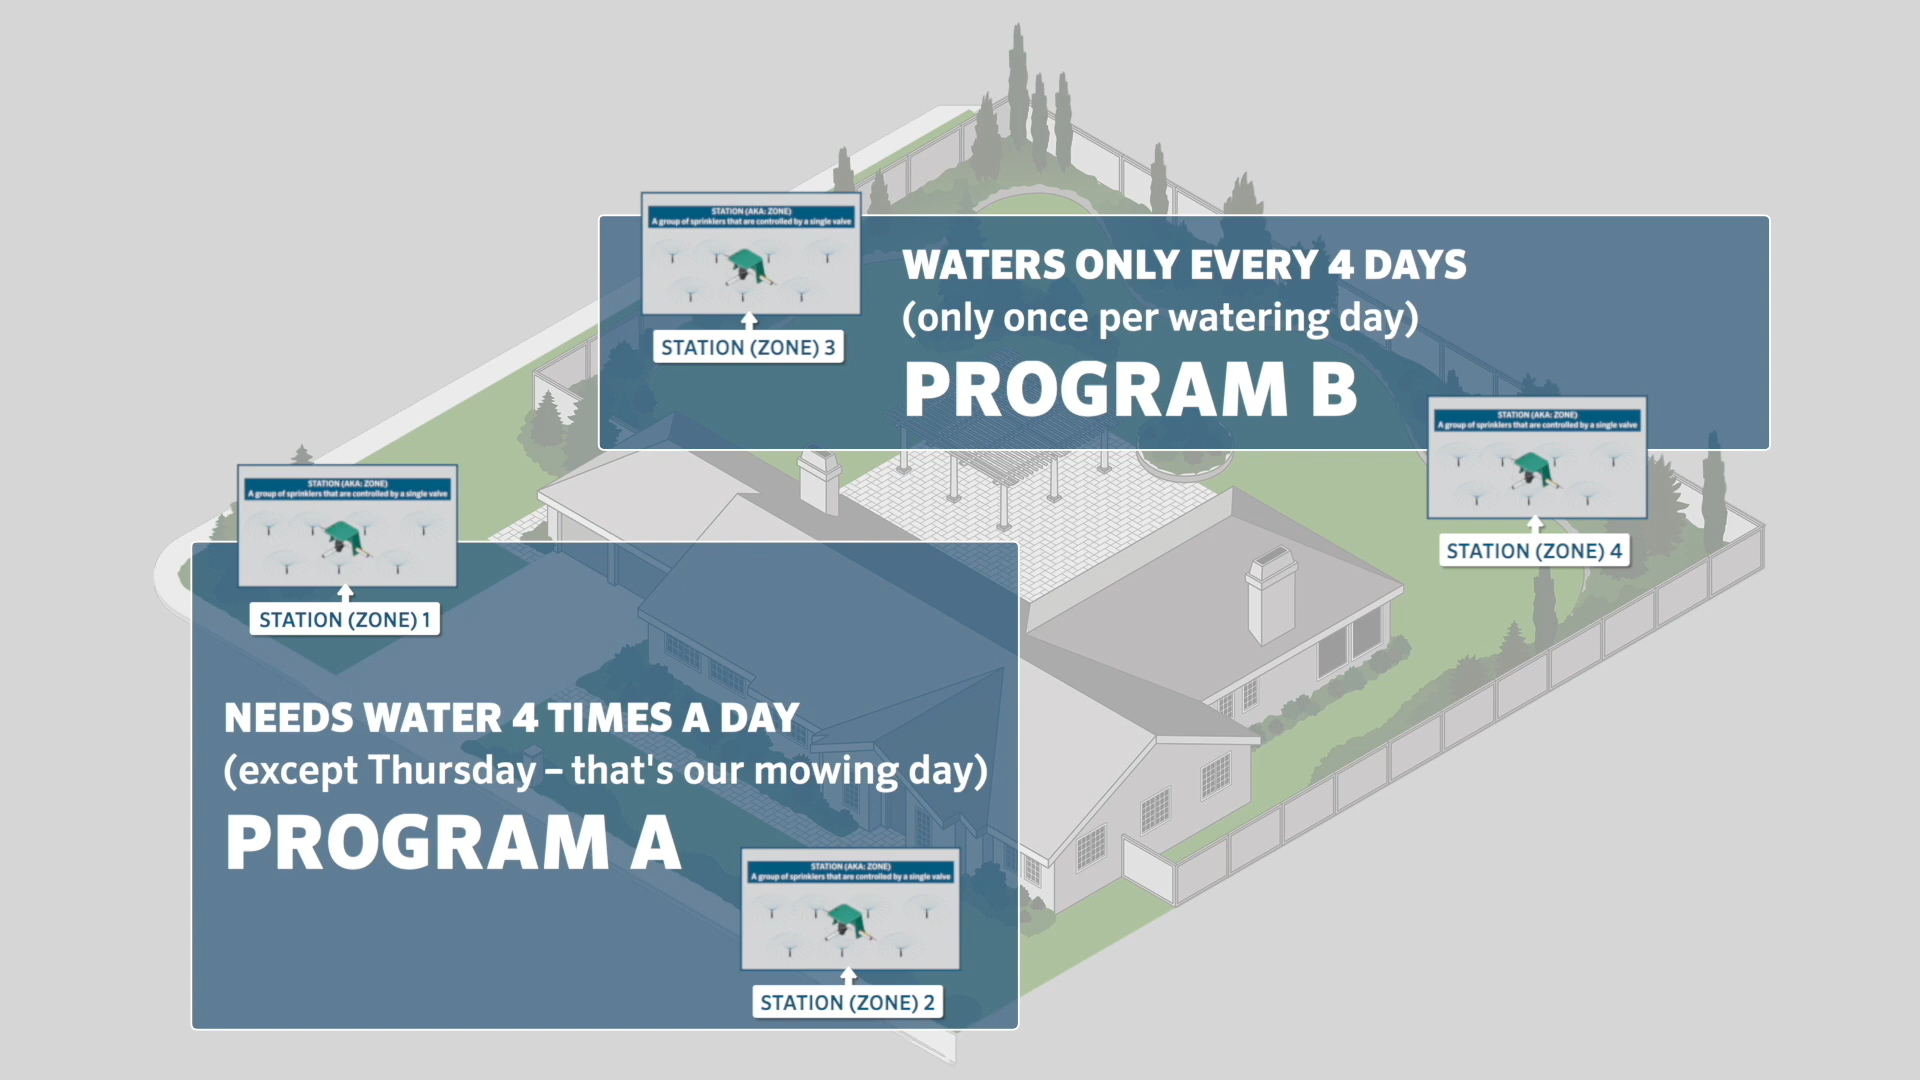 STATION (AKA: ZONE)
A group of sprinklers that are controlled by a single valve
STATION (ZONE) 3
WATERS ONLY EVERY 4 DAYS
(only once per watering day)
PROGRAM B
STATION (AKA: ZONE)
A group of sprinklers that are controlled by a single valve
STATION (ZONE) 4
STATION (AKA: ZONE)
A group of sprinklers that are controlled by a single valve
STATION (ZONE) 1
NEEDS WATER 4 TIMES A DAY
(except Thursday – that's our mowing day)
PROGRAM A
STATION (AKA: ZONE)
A group of sprinklers that are controlled by a single valve
STATION (ZONE) 2